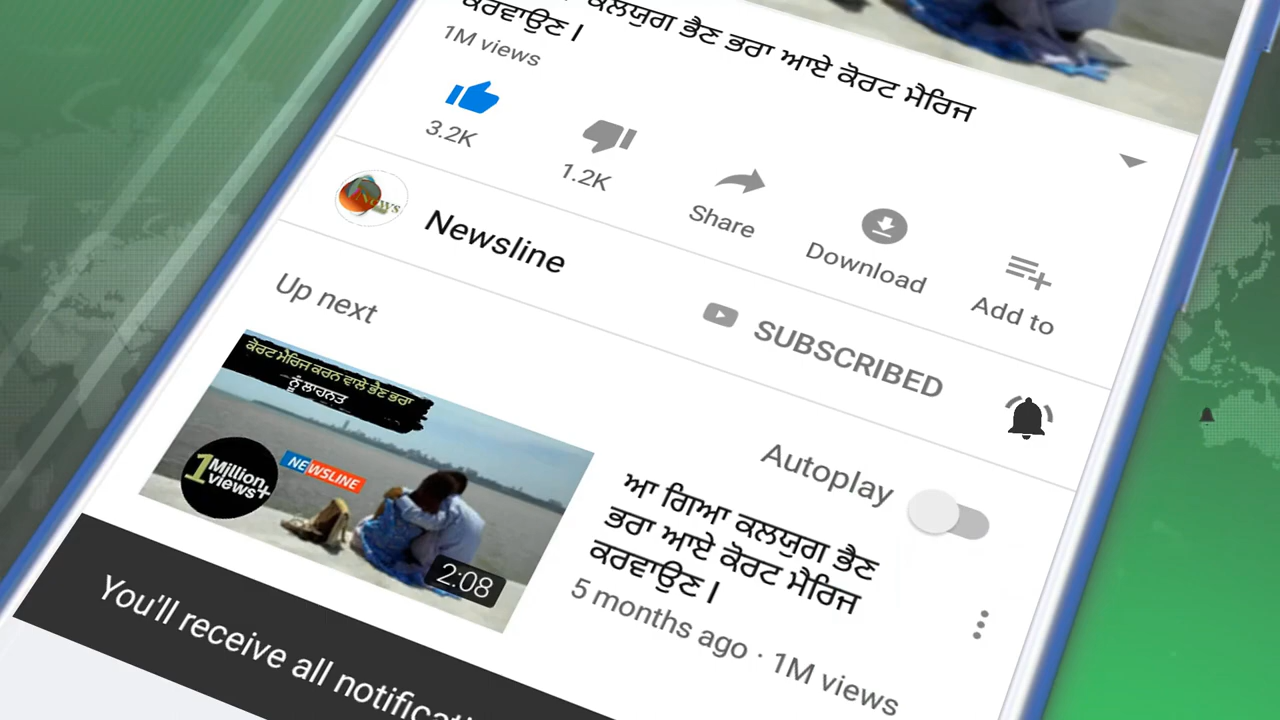 ਕਲਯੁਗ ਭੈਣ ਭਰਾ ਆਏ ਕੋਰਟ ਮੈਰਿਜ
ਕਰਵਾਉਣ।
1M views
3.2K
1.2K
Share
Download
Add to
News
Newsline
SUBSCRIBED
Up next
Autoplay
ਕੋਰਟ ਮੈਰਿਜ ਕਰਨ ਵਾਲੇ ਭੈਣ ਭਰਾ
ਨੂੰ ਲਾਹਨਤ
1 Million
views+
NEWSLINE
2:08
ਆ ਗਿਆ ਕਲਯੁਗ ਭੈਣ
ਭਰਾ ਆਏ ਕੋਰਟ ਮੈਰਿਜ
ਕਰਵਾਉਣ।
5 months ago · 1M views
You'll receive all